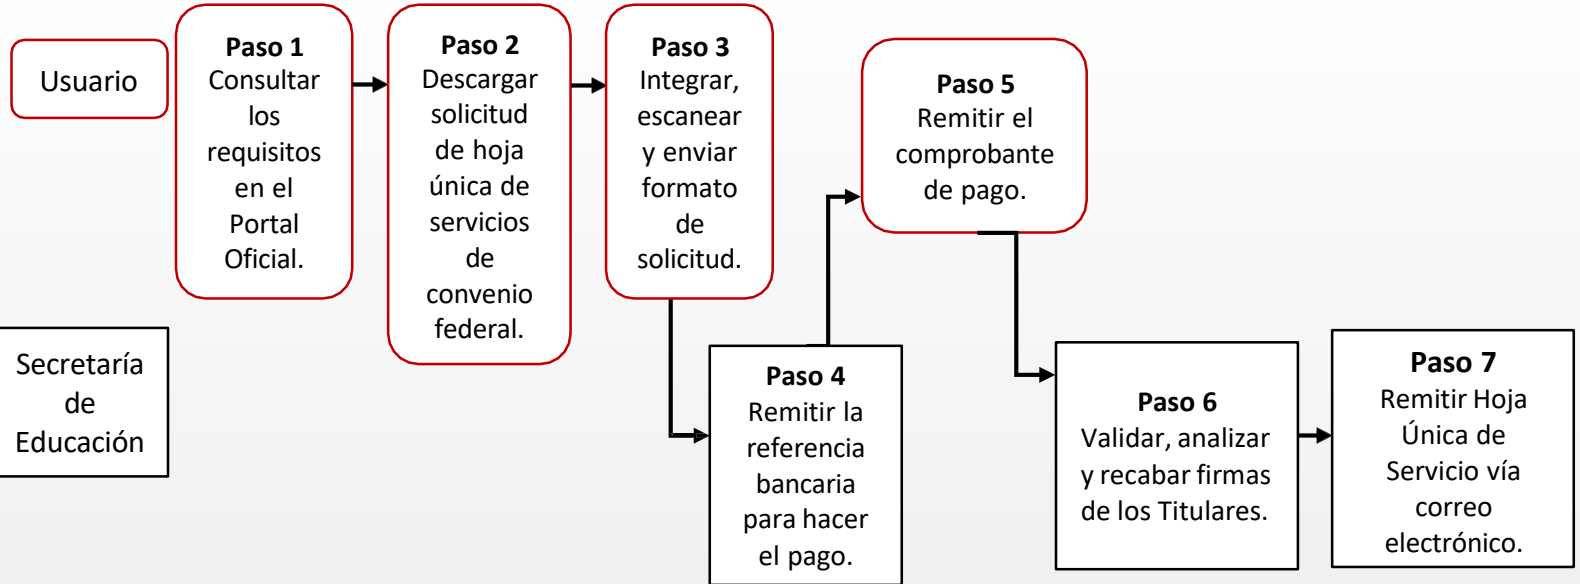 Usuario
Paso 1
Consultar
los
requisitos
en el
Portal
Oficial.
Paso 2
Descargar
solicitud
de hoja
única de
servicios
de
convenio
federal.
Paso 3
Integrar,
escanear
y enviar
formato
de
solicitud.
Paso 5
Remitir el
comprobante
de pago.
Secretaría
de
Educación
Paso 4
Remitir la
referencia
bancaria
para hacer
el pago.
Paso 6
Validar, analizar
y recabar firmas
de los Titulares.
Paso 7
Remitir Hoja
Única de
Servicio vía
correo
electrónico.